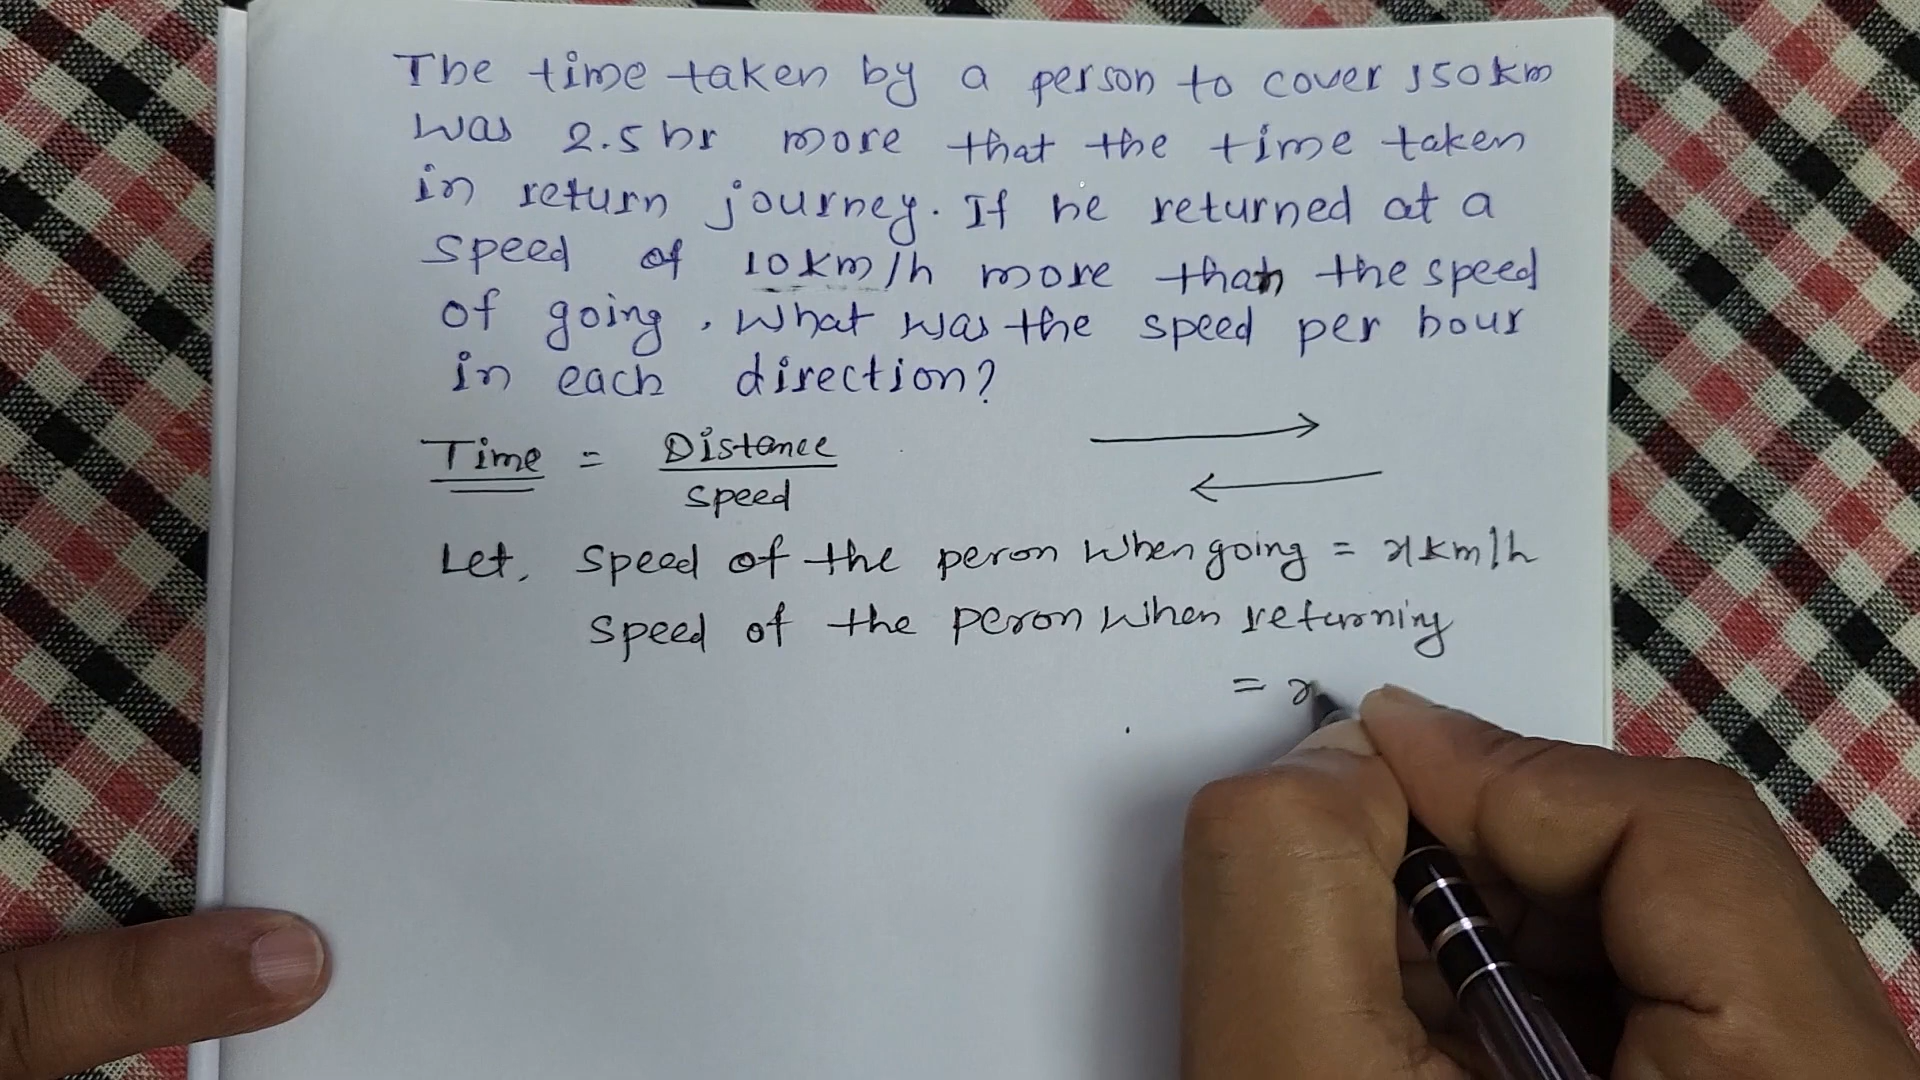 The time taken by a person to cover 150km
was 2.5hr more that the time taken
in return journey. If he returned at a
speed of 10km/h more than the speed
of going, what was the speed per hour
in each direction?
Time = Distance
speed
Let, speed of the peron when going = x km/h
speed of the peron when returning
= x